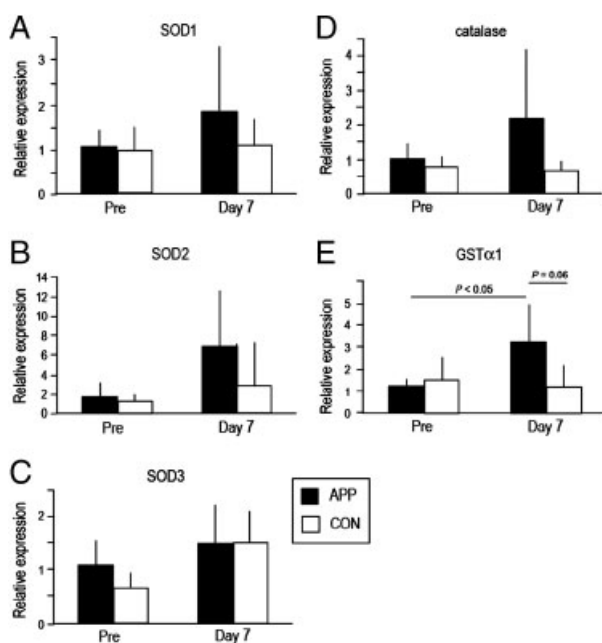 A
SOD1
Relative expression
3
2
1
0
Pre
Day 7
B
SOD2
Relative expression
14
12
10
8
6
4
2
0
Pre
Day 7
C
SOD3
Relative expression
2
1
0
Pre
Day 7
APP
CON
D
catalase
Relative expression
4
3
2
1
0
Pre
Day 7
E
GSTα1
P < 0.05
P = 0.06
Relative expression
5
4
3
2
1
0
Pre
Day 7